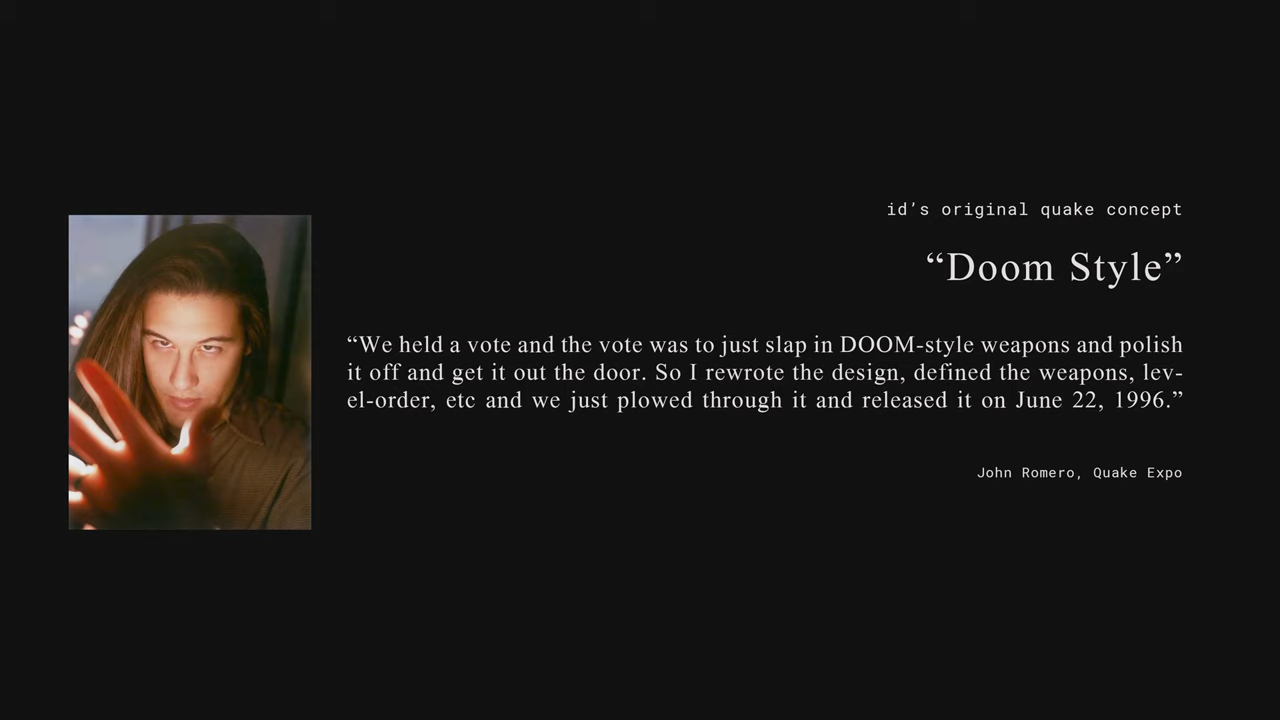 id’s original quake concept
“Doom Style”
“We held a vote and the vote was to just slap in DOOM-style weapons and polish
it off and get it out the door. So I rewrote the design, defined the weapons, lev-
el-order, etc and we just plowed through it and released it on June 22, 1996.”
John Romero, Quake Expo